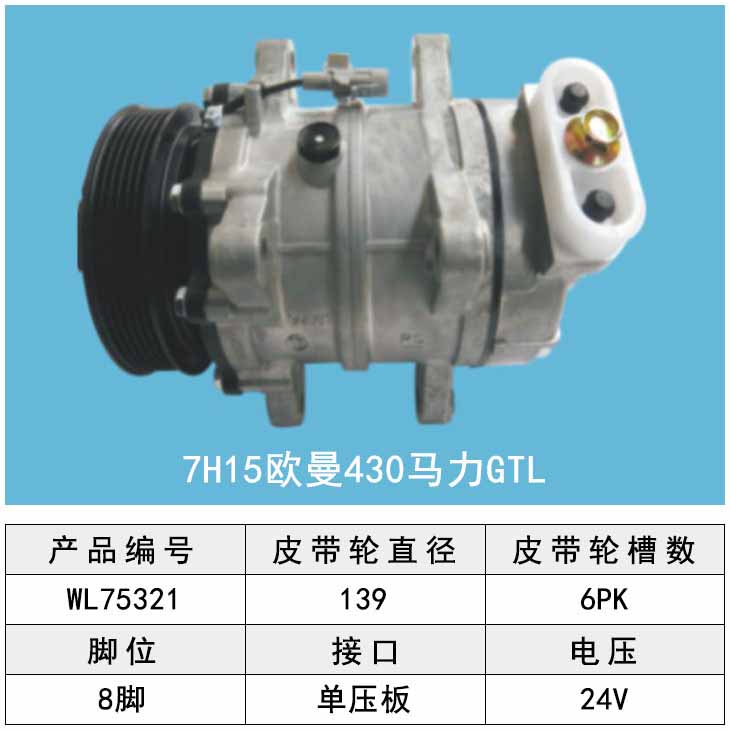 7H15欧曼430马力GTL
产品编号 皮带轮直径 皮带轮槽数
WL75321 139 6PK
脚位 接口 电压
8脚 单压板 24V